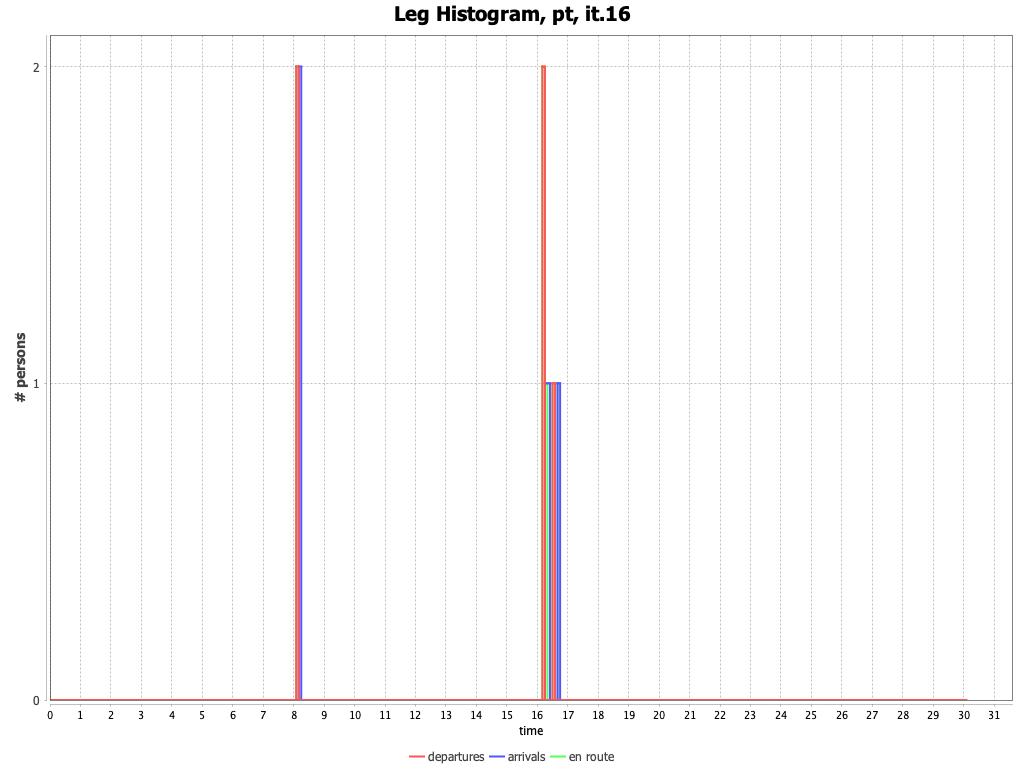 Leg Histogram, pt, it.16
# persons
2
1
0
0 1 2 3 4 5 6 7 8 9 10 11 12 13 14 15 16 17 18 19 20 21 22 23 24 25 26 27 28 29 30 31
time
departures arrivals en route